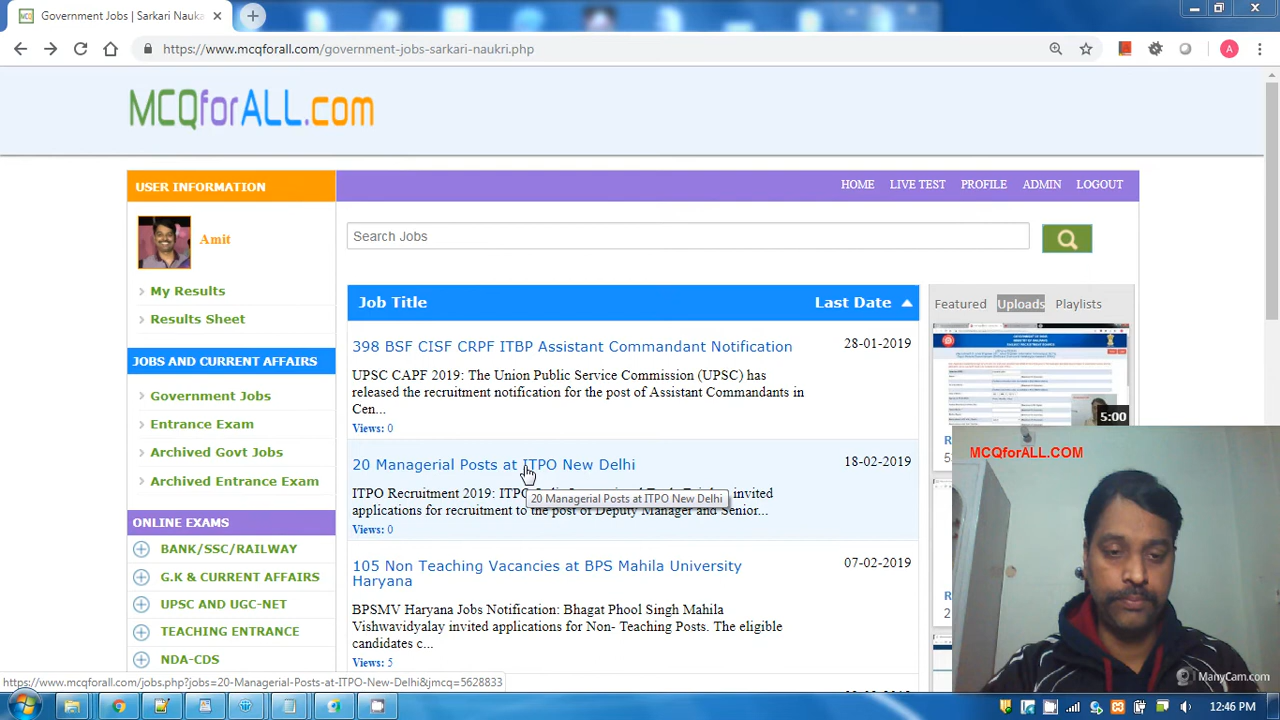 Government Jobs | Sarkari Nauka
https://www.mcqforall.com/government-jobs-sarkari-naukri.php
A
MCQforALL.com
USER INFORMATION
HOME LIVE TEST PROFILE ADMIN LOGOUT
Amit
Search Jobs
My Results
Results Sheet
JOBS AND CURRENT AFFAIRS
Government Jobs
Entrance Exam
Archived Govt Jobs
Archived Entrance Exam
ONLINE EXAMS
BANK/SSC/RAILWAY
G.K & CURRENT AFFAIRS
UPSC AND UGC-NET
TEACHING ENTRANCE
NDA-CDS
Job Title Last Date
398 BSF CISF CRPF ITBP Assistant Commandant Notification 28-01-2019
UPSC CAPF 2019: The Union Public Service Commission (UPSC) has
released the recruitment notification for the post of Assistant Commandants in
Cen...
Views: 0
20 Managerial Posts at ITPO New Delhi 18-02-2019
20 Managerial Posts at ITPO New Delhi
ITPO Recruitment 2019: ITPO invited
applications for recruitment to the post of Deputy Manager and Senior...
Views: 0
105 Non Teaching Vacancies at BPS Mahila University
Haryana
07-02-2019
BPSMV Haryana Jobs Notification: Bhagat Phool Singh Mahila
Vishwavidyalay invited applications for Non- Teaching Posts. The eligible
candidates c...
Views: 5
Featured Uploads Playlists
5:00
MCQforALL.COM
ManyCam.com
https://www.mcqforall.com/jobs.php?jobs=20-Managerial-Posts-at-ITPO-New-Delhi&jmcq=5628833
12:46 PM